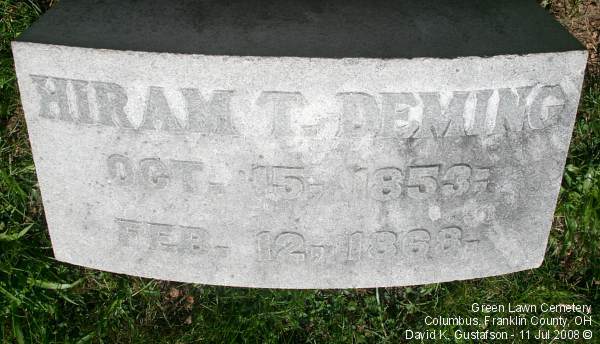 HIRAM T. DEMING
OCT. 15, 1853;
FEB. 12, 1868.
Green Lawn Cemetery
Columbus, Franklin County, OH
David K. Gustafson - 11 Jul 2008 ©